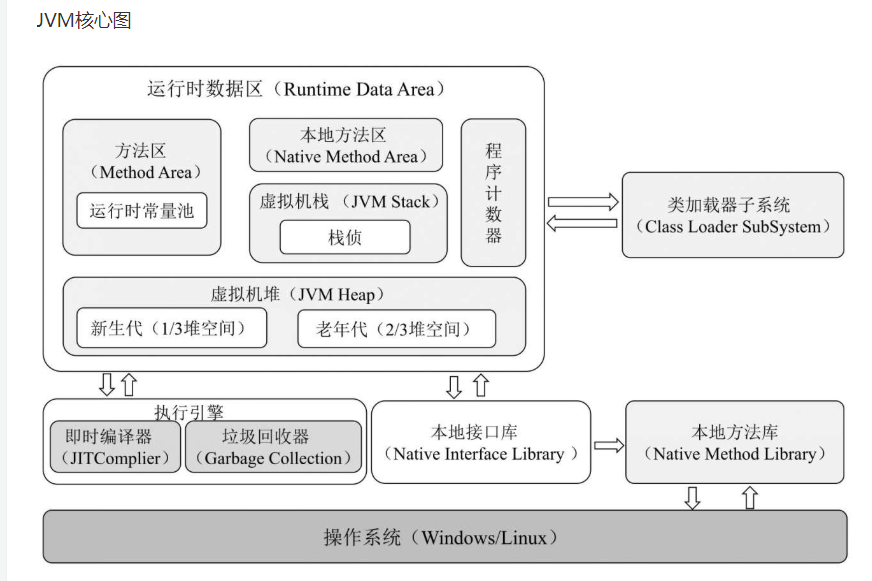 JVM核心图
运行时数据区（Runtime Data Area）
方法区
（Method Area）
运行时常量池
本地方法区
（Native Method Area）
虚拟机栈 （JVM Stack）
栈侦
程
序
计
数
器
类加载器子系统
（Class Loader SubSystem）
虚拟机堆（JVM Heap）
新生代（1/3堆空间）
老年代（2/3堆空间）
执行引擎
即时编译器
（JITComplier）
垃圾回收器
（Garbage Collection）
本地接口库
（Native Interface Library ）
本地方法库
（Native Method Library）
操作系统（Windows/Linux）